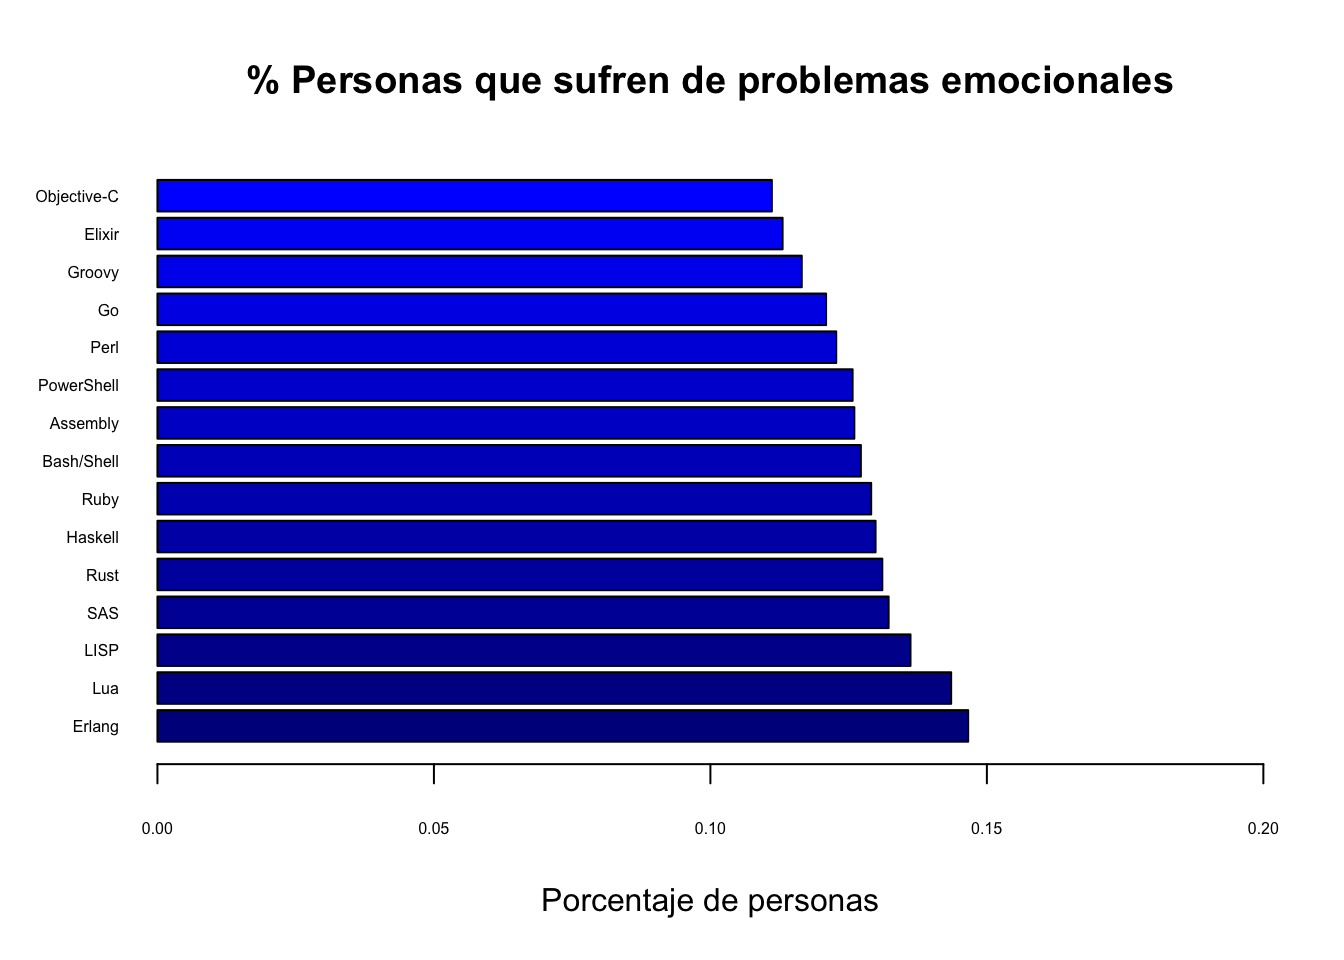 % Personas que sufren de problemas emocionales
Objective-C
Elixir
Groovy
Go
Perl
PowerShell
Assembly
Bash/Shell
Ruby
Haskell
Rust
SAS
LISP
Lua
Erlang
0.00 0.05 0.10 0.15 0.20
Porcentaje de personas